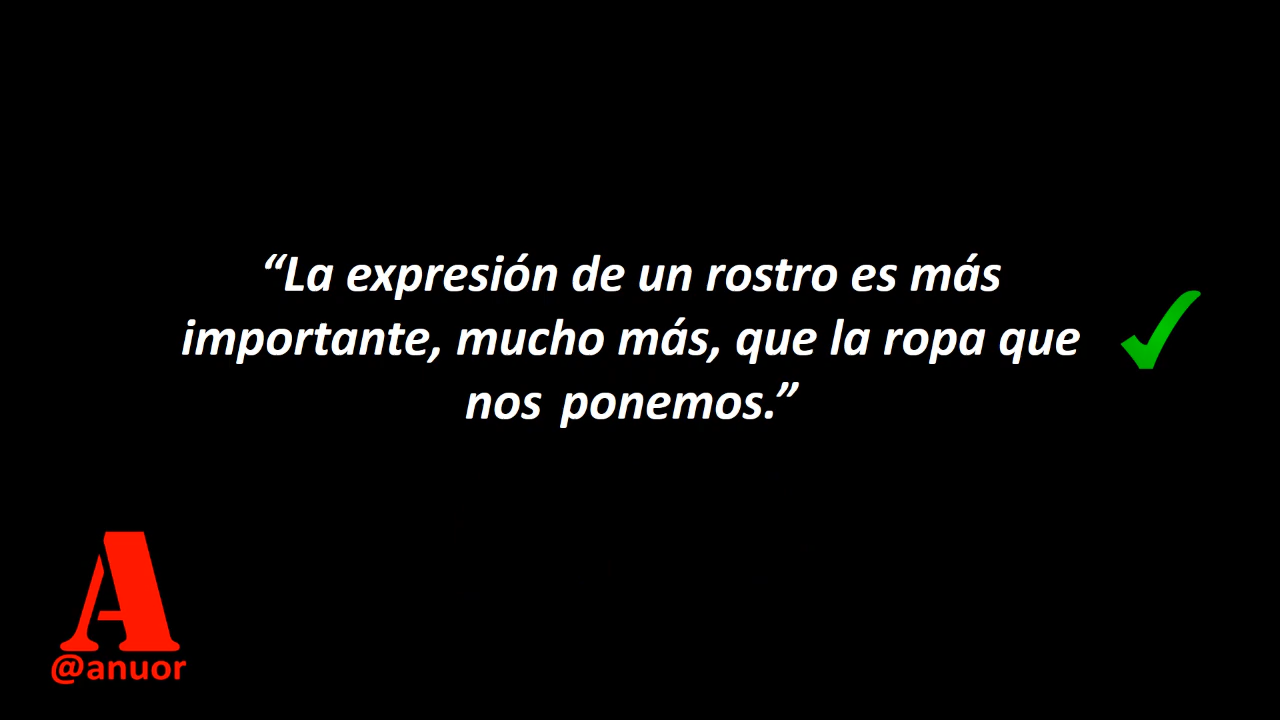 “La expresión de un rostro es más
importante, mucho más, que la ropa que
nos ponemos.”
A
@anuor